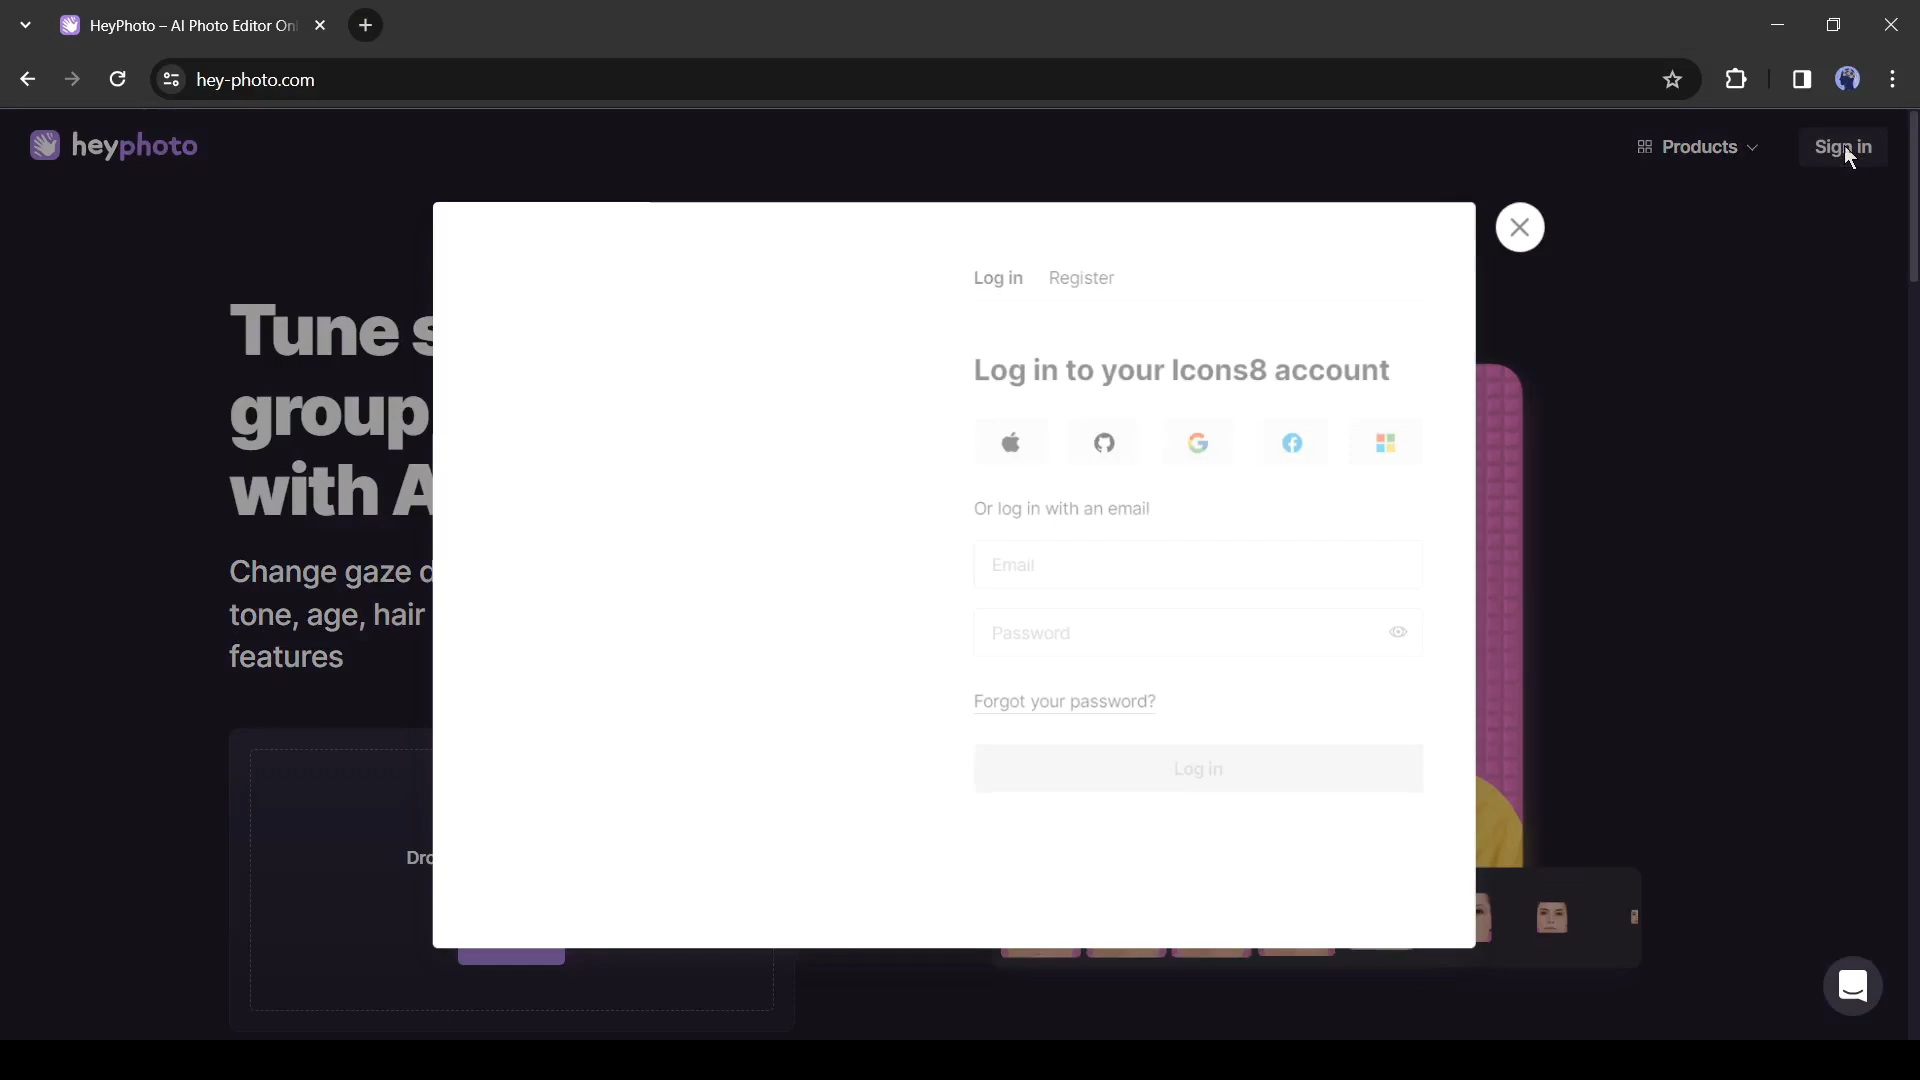 HeyPhoto – AI Photo Editor Onl
hey-photo.com
heyphoto
Products
Sign in
Log in
Register
Tune s
group
with A
Log in to your Icons8 account
Or log in with an email
Change gaze d
tone, age, hair
features
Email
Password
Forgot your password?
Log in
Dro